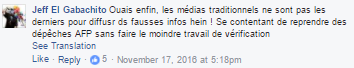 Jeff El Gabachito Ouais enfin, les médias traditionnels ne sont pas les
derniers pour diffusr ds fausses infos hein ! Se contentant de reprendre des
dépêches AFP sans faire le moindre travail de vérification
See Translation
Like · Reply · 5 · November 17, 2016 at 5:18pm